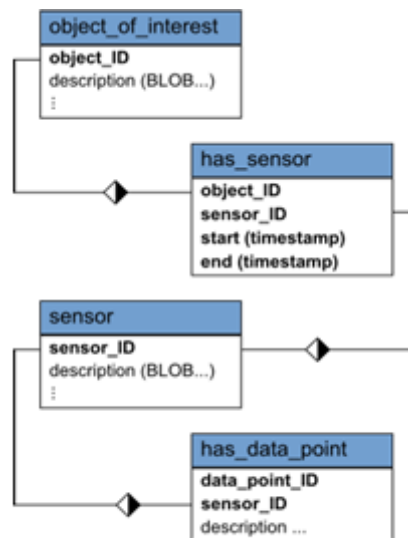 object_of_interest
object_ID
description (BLOB...)
::
has_sensor
object_ID
sensor_ID
start (timestamp)
end (timestamp)
sensor
sensor_ID
description (BLOB...)
::
has_data_point
data_point_ID
sensor_ID
description ...